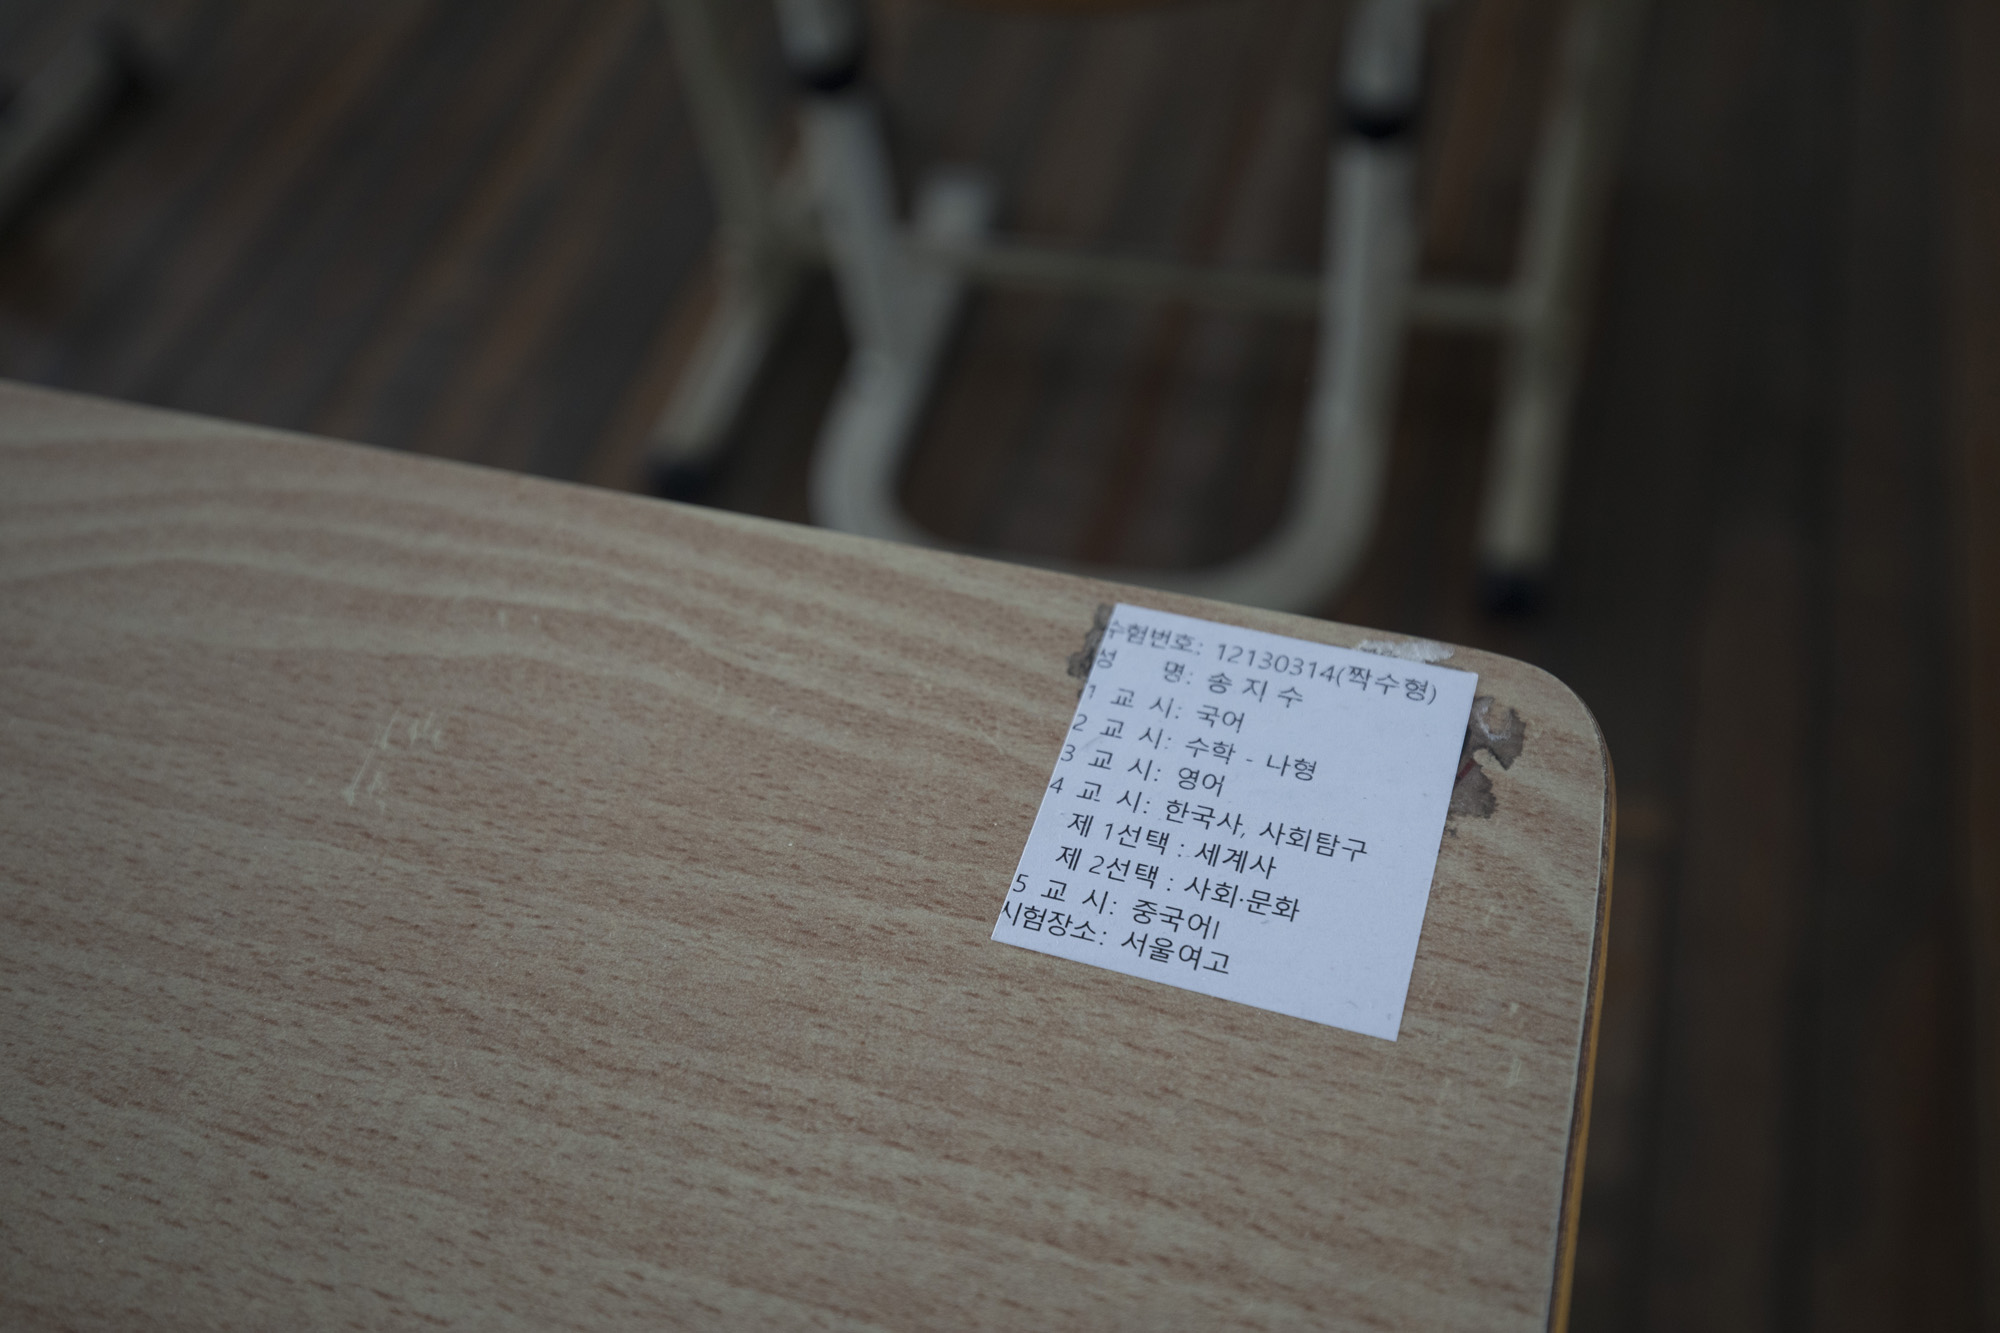 수험번호: 12130314(짝수형)
성 명: 송 지 수
1 교 시: 국어
2 교 시: 수학 - 나형
3 교 시: 영어
4 교 시: 한국사, 사회탐구
제 1선택 : 세계사
제 2선택 : 사회·문화
5 교 시: 중국어I
시험장소: 서울여고